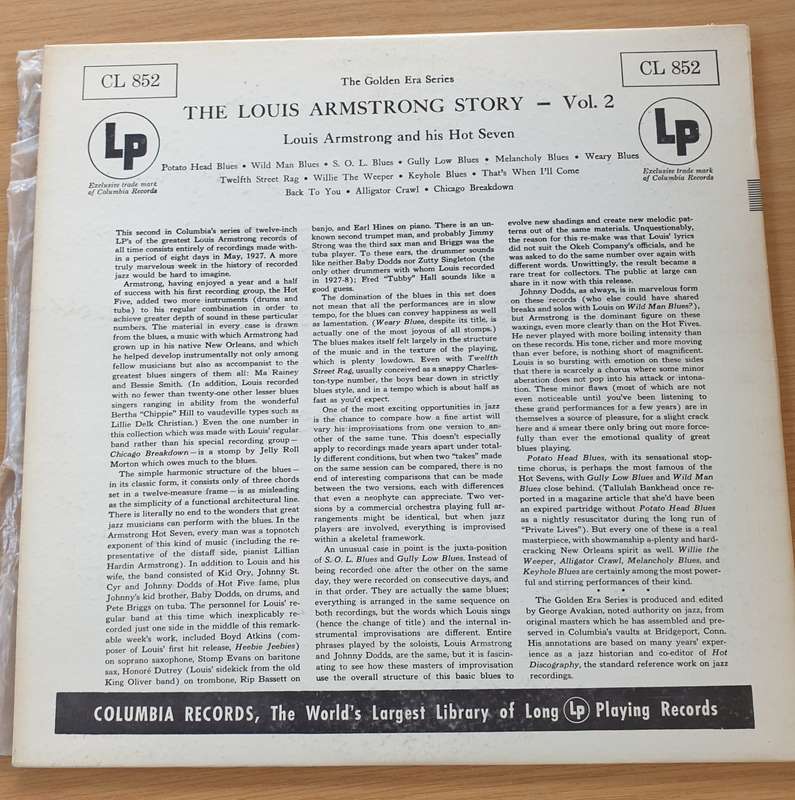 CL 852
The Golden Era Series
CL 852
THE LOUIS ARMSTRONG STORY – Vol. 2
Louis Armstrong and his Hot Seven
Lp
Exclusive trade mark
of Columbia Records
Lp
Exclusive trade mark
of Columbia Records
Potato Head Blues • Wild Man Blues • S. O. L. Blues • Gully Low Blues • Melancholy Blues • Weary Blues
Twelfth Street Rag • Willie The Weeper • Keyhole Blues • That's When I'll Come
Back To You • Alligator Crawl • Chicago Breakdown
This second in Columbia's series of twelve-inch
LP's of the greatest Louis Armstrong records of
all time consists entirely of recordings made with-
in a period of eight days in May, 1927. A more
truly marvelous week in the history of recorded
jazz would be hard to imagine.
Armstrong, having enjoyed a year and a half
of success with his first recording group, the Hot
Five, added two more instruments (drums and
tuba) to his regular combination in order to
achieve greater depth of sound in these particular
numbers. The material in every case is drawn
from the blues, a music with which Armstrong had
grown up in his native New Orleans, and which
he helped develop instrumentally not only among
fellow musicians but also as accompanist to the
greatest blues singers of them all: Ma Rainey
and Bessie Smith. (In addition, Louis recorded
with no fewer than twenty-one other lesser blues
singers ranging in ability from the wonderful
Bertha "Chippie" Hill to vaudeville types such as
Lillie Delk Christian.) Even the one number in
this collection which was made with Louis' regular
band rather than his special recording group—
Chicago Breakdown—is a stomp by Jelly Roll
Morton which owes much to the blues.
The simple harmonic structure of the blues—
in its classic form, it consists only of three chords
set in a twelve-measure frame—is as misleading
as the simplicity of a functional architectural line.
There is literally no end to the wonders that great
jazz musicians can perform with the blues. In the
Armstrong Hot Seven, every man was a topnotch
exponent of this kind of music (including the re-
presentative of the distaff side, pianist Lillian
Hardin Armstrong). In addition to Louis and his
wife, the band consisted of Kid Ory, Johnny St.
Cyr and Johnny Dodds of Hot Five fame, plus
Johnny's kid brother, Baby Dodds, on drums, and
Pete Briggs on tuba. The personnel for Louis' re-
gular band at this time which inexplicably re-
corded just one side in the middle of this remark-
able week's work, included Boyd Atkins (com-
poser of Louis' first hit release, Heebie Jeebies)
on soprano saxophone, Stomp Evans on baritone
sax, Honoré Dutrey (Louis' sidekick from the old
King Oliver band) on trombone, Rip Bassett on
banjo, and Earl Hines on piano. There is an un-
known second trumpet man, and probably Jimmy
Strong was the third sax man and Briggs was the
tuba player. To these ears, the drummer sounds
like neither Baby Dodds nor Zutty Singleton (the
only other drummers with whom Louis recorded
in 1927-8); Fred "Tubby" Hall sounds like a
good guess.
The domination of the blues in this set does
not mean that all the performances are in slow
tempo, for the blues can convey happiness as well
as lamentation. (Weary Blues, despite its title, is
actually one of the most joyous of all stomps.)
The blues makes itself felt largely in the structure
of the music and in the texture of the playing,
which is plenty lowdown. Even with Twelfth
Street Rag, usually conceived as a snappy Charles-
ton-type number, the boys bear down in strictly
blues style, and in a tempo which is about half as
fast as you'd expect.
One of the most exciting opportunities in jazz
is the chance to compare how a fine artist will
vary his improvisations from one version to an-
other of the same tune. This doesn't especially
apply to recordings made years apart under total-
ly different conditions, but when two "takes" made
on the same session can be compared, there is no
end of interesting comparisons that can be made
between the two versions, each with differences
that even a neophyte can appreciate. Two ver-
sions by a commercial orchestra playing full ar-
rangements might be identical, but when jazz
players are involved, everything is improvised
within a skeletal framework.
An unusual case in point is the juxta-position
of S. O. L. Blues and Gully Low Blues. Instead of
being recorded one after the other on the same
day, they were recorded on consecutive days, and
in that order. They are actually the same blues;
everything is arranged in the same sequence on
both recordings, but the words which Louis sings
(hence the change of title) and the internal in-
strumental improvisations are different. Entire
phrases played by the soloists, Louis Armstrong
and Johnny Dodds, are the same, but it is fascin-
ating to see how these masters of improvisation
use the overall structure of this basic blues to
evolve new shadings and create new melodic pat-
terns out of the same materials. Unquestionably,
the reason for this re-make was that Louis' lyrics
did not suit the Okeh Company's officials, and he
was asked to do the same number over again with
different words. Unwittingly, the result became a
rare treat for collectors. The public at large can
share in it now with this release.
Johnny Dodds, as always, is in marvelous form
on these records (who else could have shared
breaks and solos with Louis on Wild Man Blues?),
but Armstrong is the dominant figure on these
waxings, even more clearly than on the Hot Fives.
He never played with more boiling intensity than
on these records. His tone, richer and more moving
than ever before, is nothing short of magnificent.
Louis is so bursting with emotion on these sides
that there is scarcely a chorus where some minor
aberation does not pop into his attack or intona-
tion. These minor flaws (most of which are not
even noticeable until you've been listening to
these grand performances for a few years) are in
themselves a source of pleasure, for a slight crack
here and a smear there only bring out more force-
fully than ever the emotional quality of great
blues playing.
Potato Head Blues, with its sensational stop-
time chorus, is perhaps the most famous of the
Hot Sevens, with Gully Low Blues and Wild Man
Blues close behind. (Tallulah Bankhead once re-
ported in a magazine article that she'd have been
an expired partridge without Potato Head Blues
as a nightly resuscitator during the long run of
"Private Lives".) But every one of these is a real
masterpiece, with showmanship a-plenty and hard-
cracking New Orleans spirit as well. Willie the
Weeper, Alligator Crawl, Melancholy Blues, and
Keyhole Blues are certainly among the most power-
ful and stirring performances of their kind.
• • •
The Golden Era Series is produced and edited
by George Avakian, noted authority on jazz, from
original masters which he has assembled and pre-
served in Columbia's vaults at Bridgeport, Conn.
His annotations are based on many years' exper-
ience as a jazz historian and co-editor of Hot
Discography, the standard reference work on jazz
recordings.
COLUMBIA RECORDS, The World's Largest Library of Long Lp Playing Records